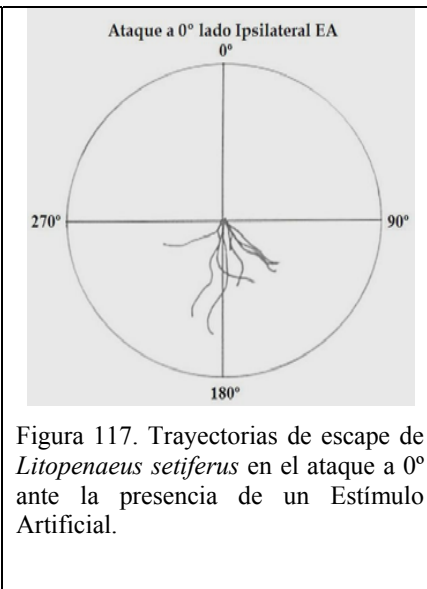 Ataque a 0° lado Ipsilateral EA
0°
270°
90°
180°
Figura 117. Trayectorias de escape de
Litopenaeus setiferus en el ataque a 0º
ante la presencia de un Estímulo
Artificial.